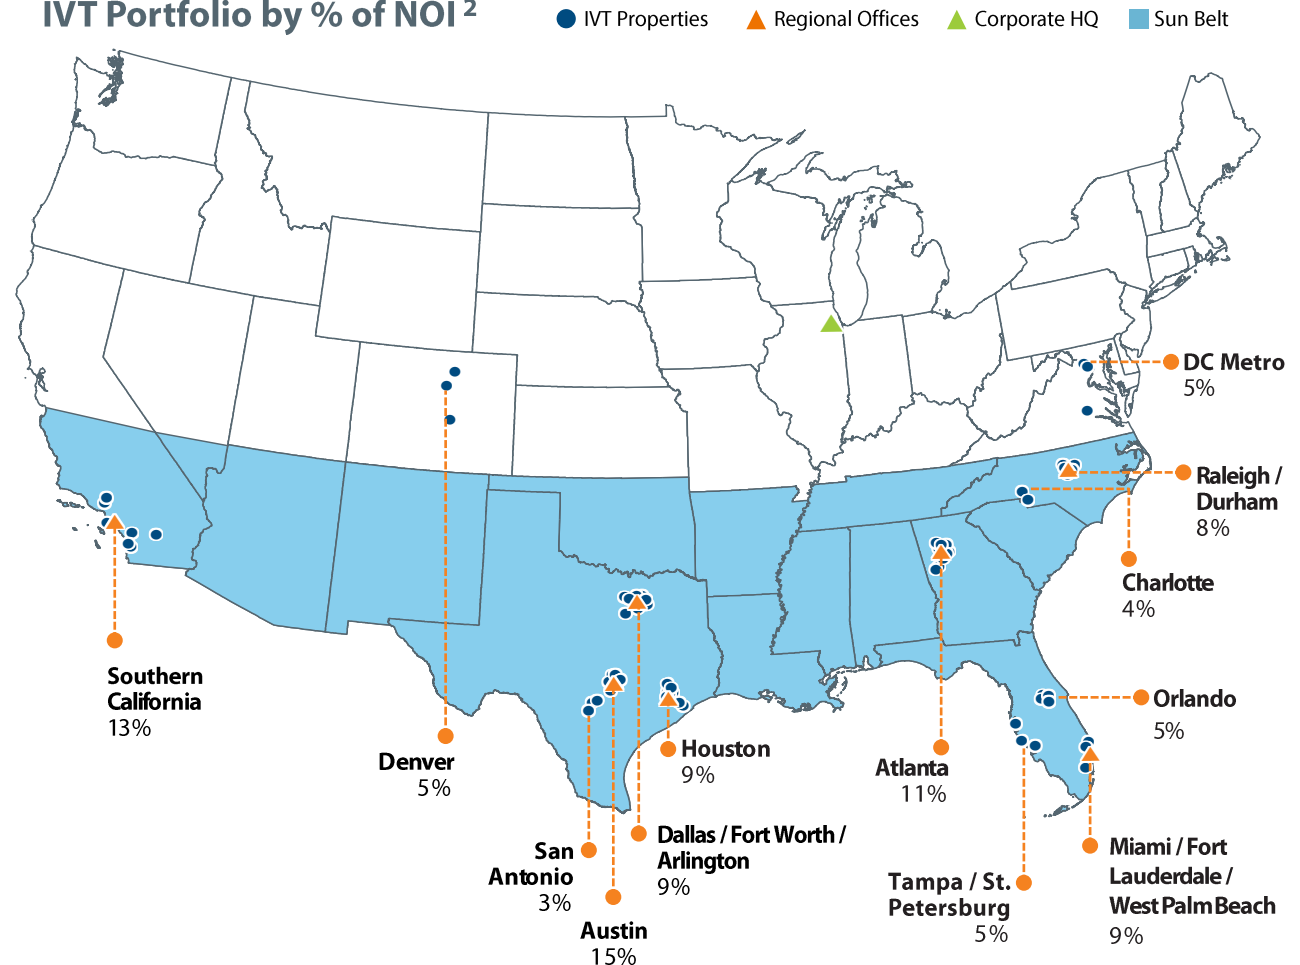 IVT Portfolio by % of NOI 2
IVT Properties
Regional Offices
Corporate HQ
Sun Belt
DC Metro
5%
Raleigh /
Durham
8%
Charlotte
4%
Southern
California
13%
Orlando
5%
Denver
5%
Houston
9%
Atlanta
11%
San
Antonio
3%
Dallas / Fort Worth /
Arlington
9%
Miami / Fort
Lauderdale /
West Palm Beach
9%
Tampa / St.
Petersburg
5%
Austin
15%